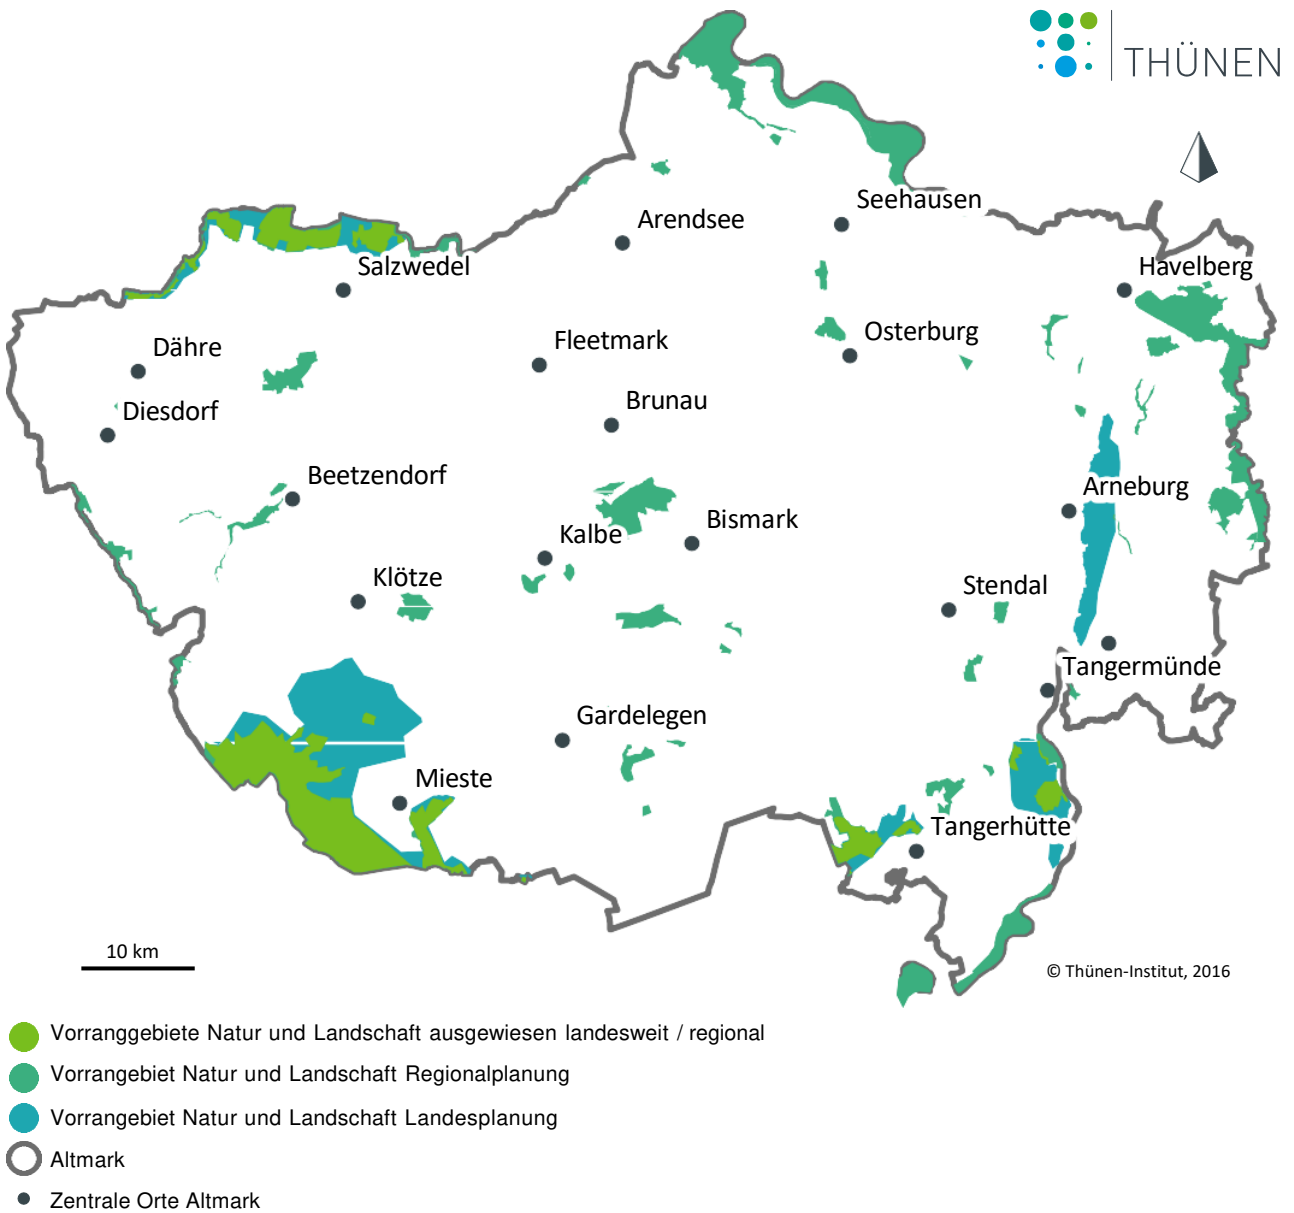 THÜNEN
Seehausen
Arendsee
Havelberg
Salzwedel
Osterburg
Fleetmark
Dähre
Brunau
Diesdorf
Beetzendorf
Arneburg
Bismark
Kalbe
Klötze
Stendal
Tangermünde
Gardelegen
Mieste
Tangerhütte
10 km
© Thünen-Institut, 2016
Vorranggebiete Natur und Landschaft ausgewiesen landesweit / regional
Vorrangebiet Natur und Landschaft Regionalplanung
Vorrangebiet Natur und Landschaft Landesplanung
Altmark
Zentrale Orte Altmark